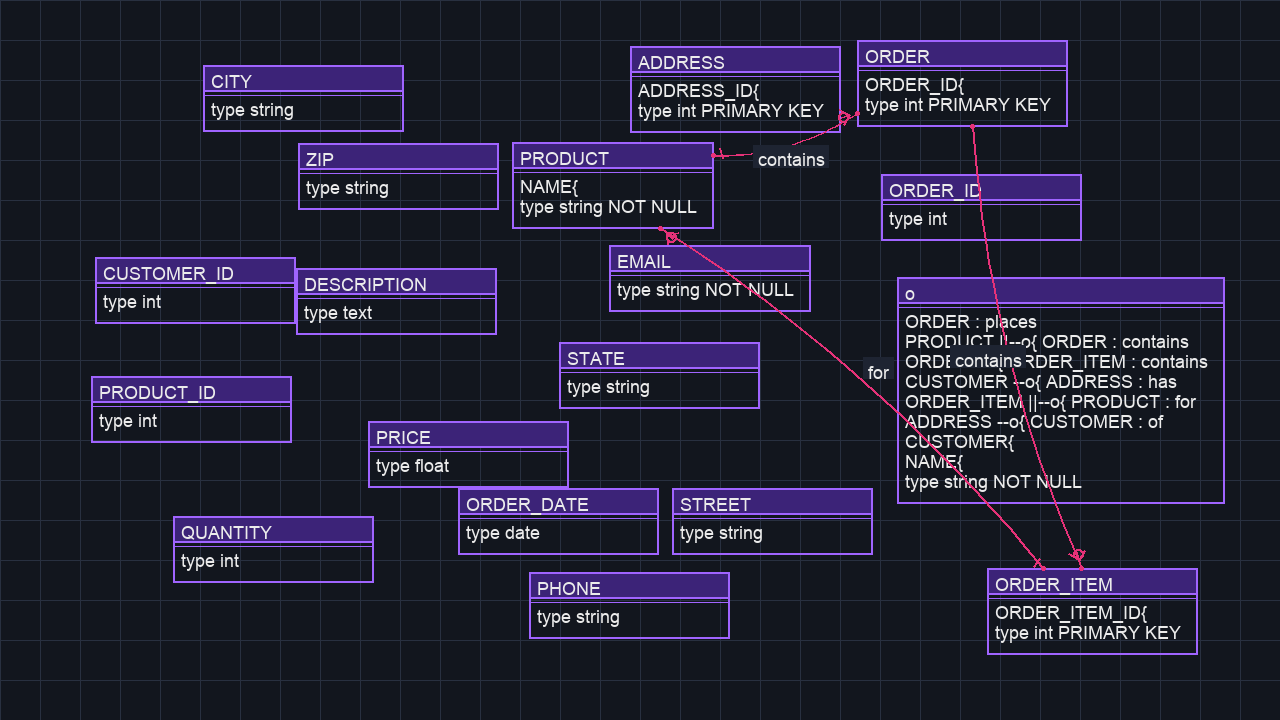 CITY
type string
ADDRESS
ADDRESS_ID{
type int PRIMARY KEY
ORDER
ORDER_ID{
type int PRIMARY KEY
ZIP
type string
PRODUCT
NAME{
type string NOT NULL
contains
ORDER_ID
type int
CUSTOMER_ID
type int
DESCRIPTION
type text
EMAIL
type string NOT NULL
o
ORDER : places
PRODUCT ||--o{ ORDER : contains
ORDE RDER_ITEM : contains
CUSTOMER --o{ ADDRESS : has
ORDER_ITEM ||--o{ PRODUCT : for
ADDRESS --o{ CUSTOMER : of
CUSTOMER{
NAME{
type string NOT NULL
contains
for
STATE
type string
PRODUCT_ID
type int
PRICE
type float
ORDER_DATE
type date
STREET
type string
QUANTITY
type int
PHONE
type string
ORDER_ITEM
ORDER_ITEM_ID{
type int PRIMARY KEY